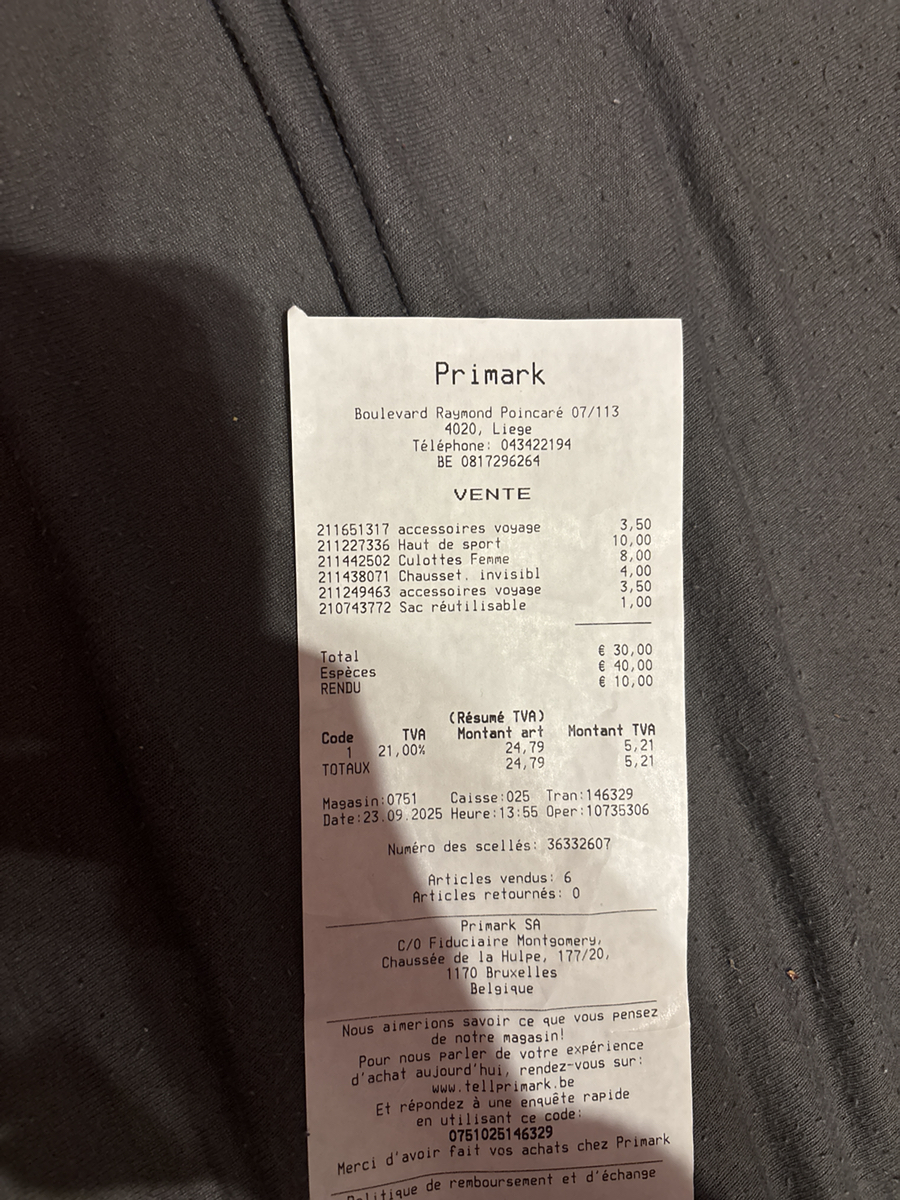 Primark
Boulevard Raymond Poincaré 07/113
4020, Liege
Téléphone: 043422194
BE 0817296264
VENTE
211651317 accessoires voyage 3,50
211227336 Haut de sport 10,00
211442502 Culottes Femme 8,00
211438071 Chausset. invisibl 4,00
211249463 accessoires voyage 3,50
210743772 Sac réutilisable 1,00
Total € 30,00
Espèces € 40,00
RENDU € 10,00
(Résumé TVA)
Code TVA Montant art Montant TVA
1 21,00% 24,79 5,21
TOTAUX 24,79 5,21
Magasin:0751 Caisse:025 Tran:146329
Date:23.09.2025 Heure:13:55 Oper:10735306
Numéro des scellés: 36332607
Articles vendus: 6
Articles retournés: 0
Primark SA
C/O Fiduciaire Montgomery,
Chaussée de la Hulpe, 177/20,
1170 Bruxelles
Belgique
Nous aimerions savoir ce que vous pensez
de notre magasin!
Pour nous parler de votre expérience
d'achat aujourd'hui, rendez-vous sur:
www.tellprimark.be
Et répondez à une enquête rapide
en utilisant ce code:
0751025146329
Merci d'avoir fait vos achats chez Primark
Politique de remboursement et d'échange